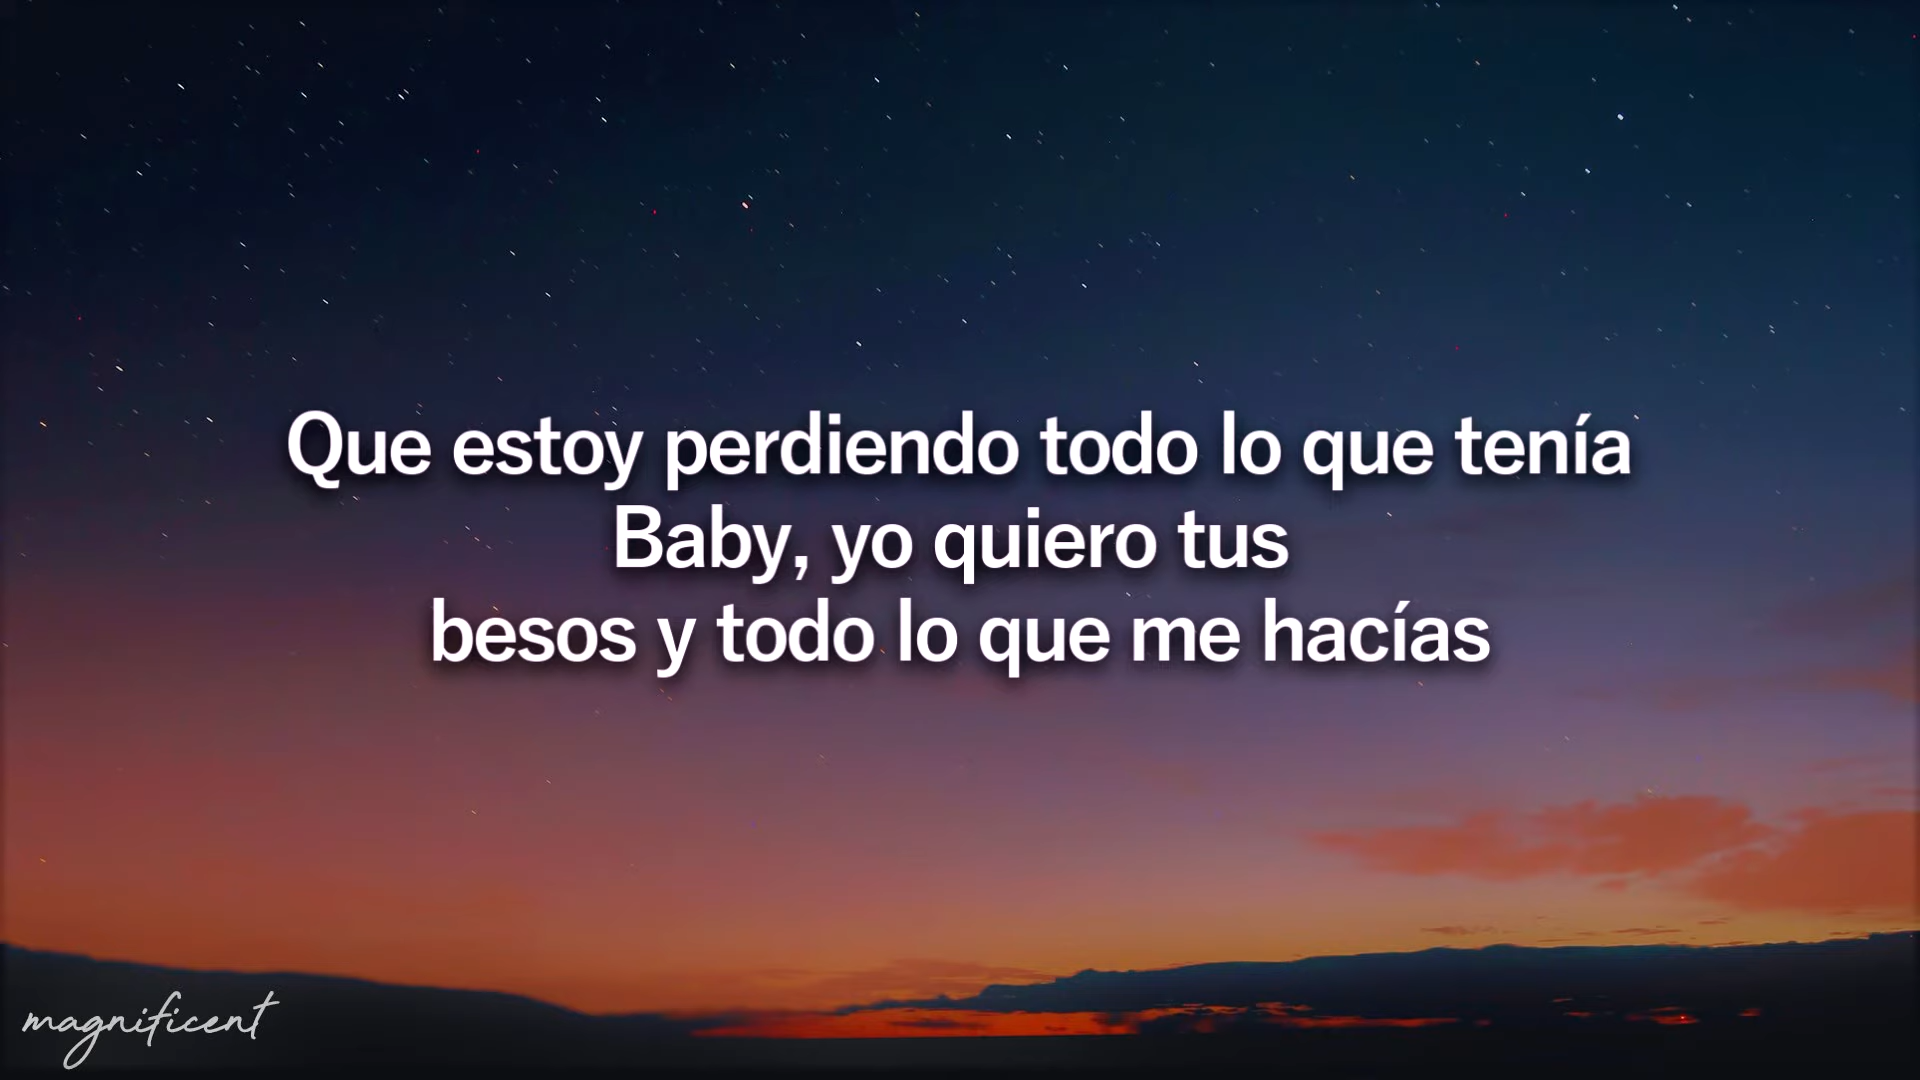 Que estoy perdiendo todo lo que tenía
Baby, yo quiero tus
besos y todo lo que me hacías
magnificent